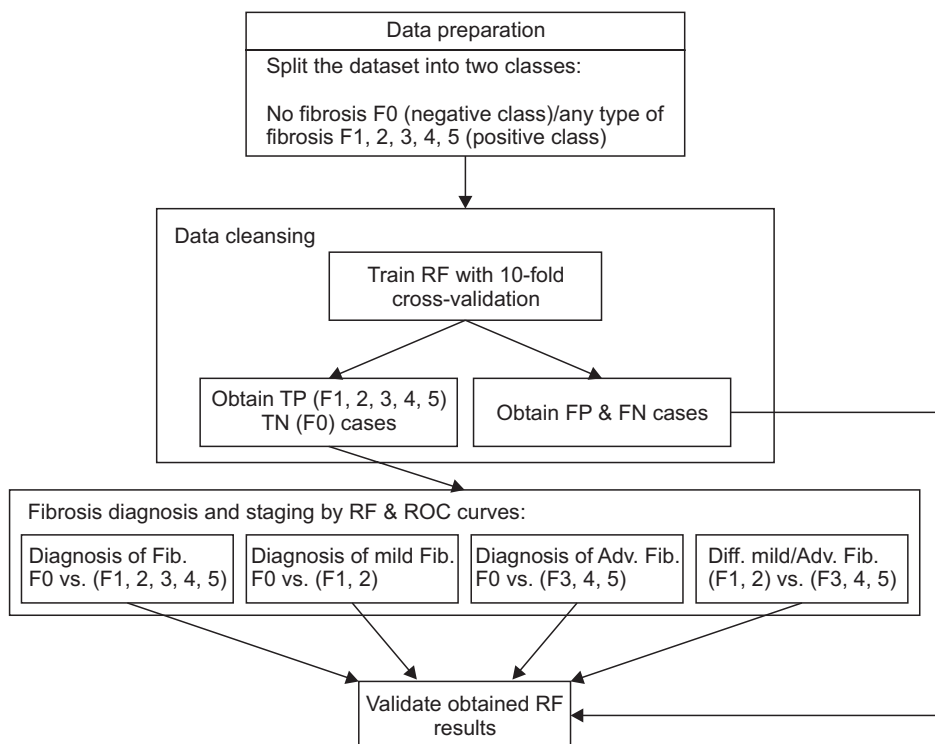 Data preparation
Split the dataset into two classes:
No fibrosis F0 (negative class)/any type of
fibrosis F1, 2, 3, 4, 5 (positive class)
Data cleansing
Train RF with 10-fold
cross-validation
Obtain TP (F1, 2, 3, 4, 5)
TN (F0) cases
Obtain FP & FN cases
Fibrosis diagnosis and staging by RF & ROC curves:
Diagnosis of Fib.
F0 vs. (F1, 2, 3, 4, 5)
Diagnosis of mild Fib.
F0 vs. (F1, 2)
Diagnosis of Adv. Fib.
F0 vs. (F3, 4, 5)
Diff. mild/Adv. Fib.
(F1, 2) vs. (F3, 4, 5)
Validate obtained RF
results